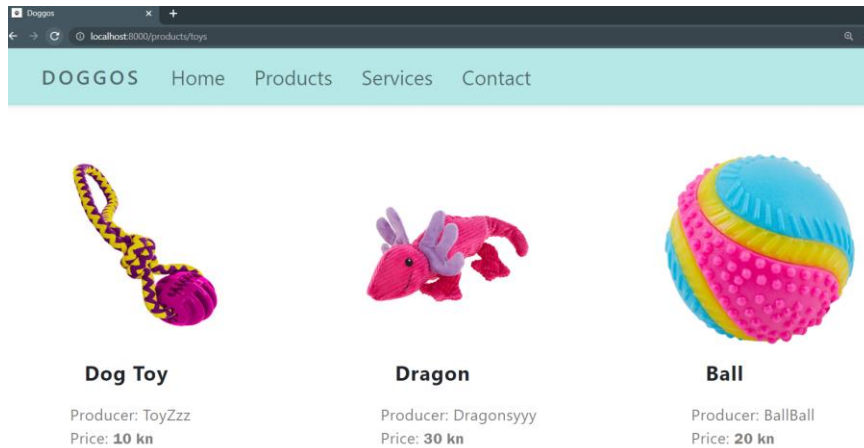 Doggos
localhost:8000/products/toys
DOGGOS Home Products Services Contact
Dog Toy Dragon Ball
Producer: ToyZzz Producer: Dragonsyyy Producer: BallBall
Price: 10 kn Price: 30 kn Price: 20 kn